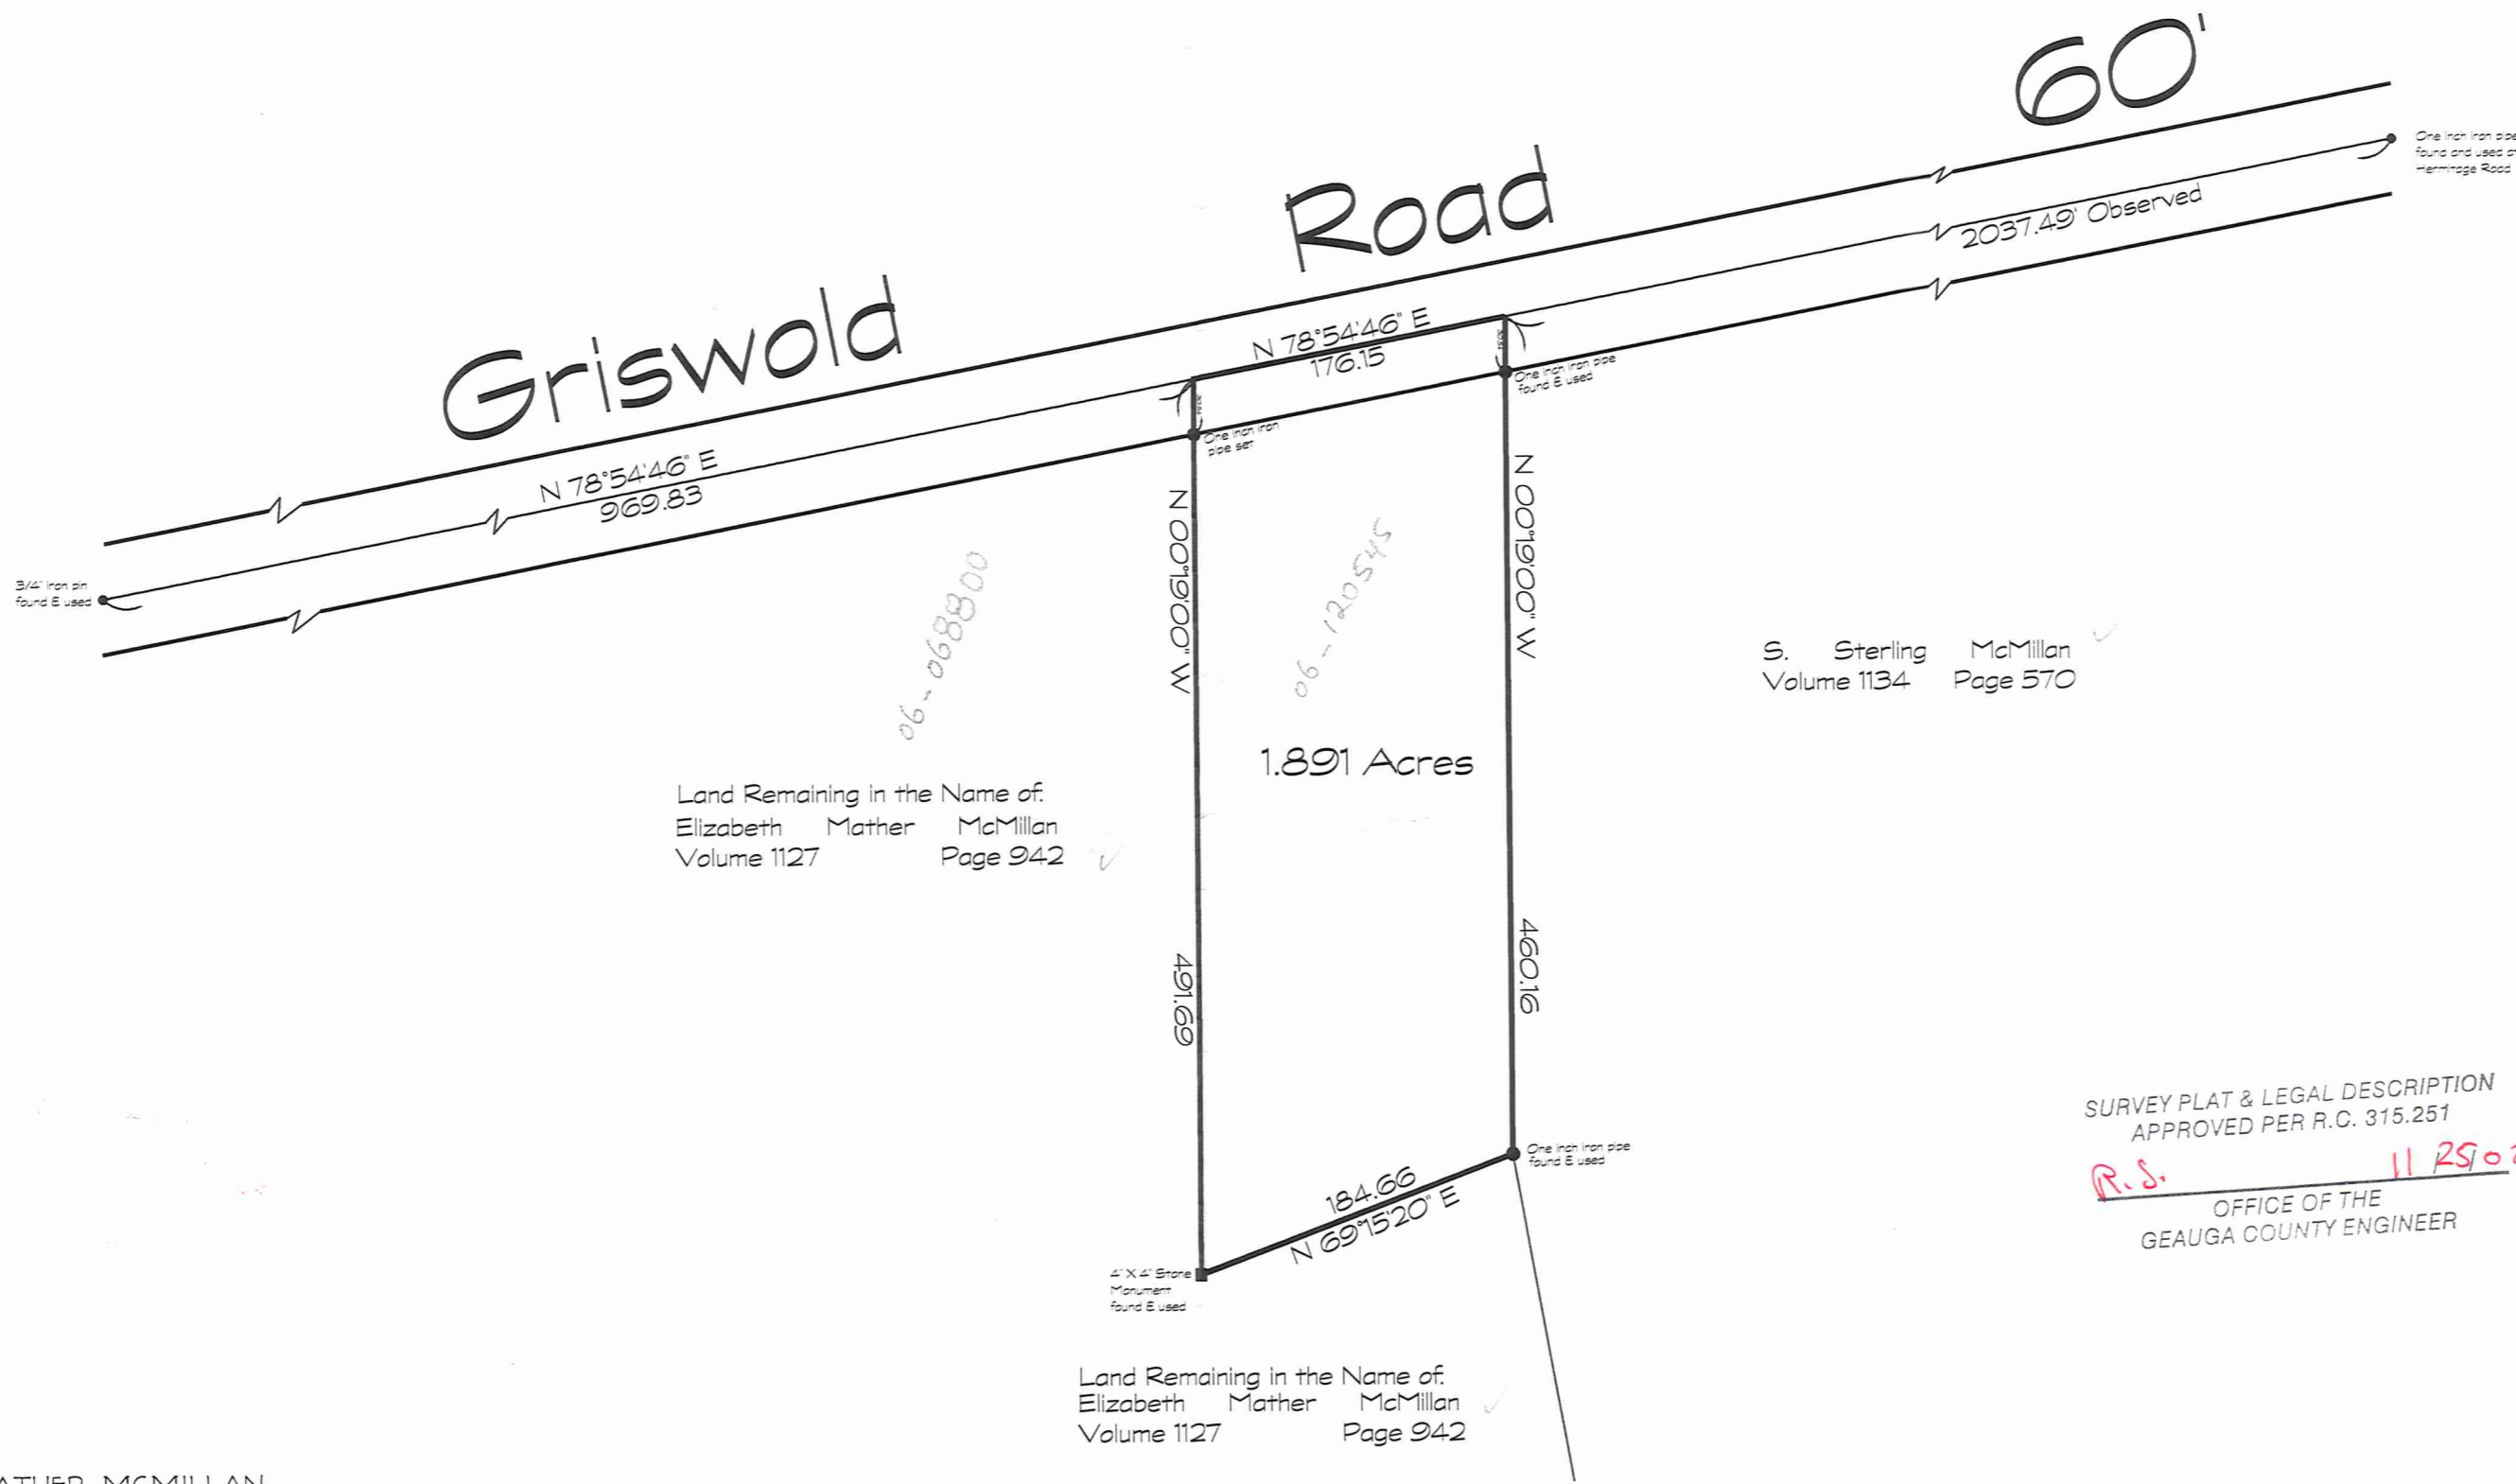 60'
Road
Griswold
One inch iron pipe
found and used at
Hermitage Road
2037.49' Observed
N 78°54'46" E
176.15
One inch iron pipe
found & used
One inch iron
pipe set
N 78°54'46" E
969.83
3/4" iron pin
found & used
N 00°19'00" W
491.69
N 00°19'00" W
460.16
06-068800
06-120545
S. Sterling McMillan
Volume 1134 Page 570
1.891 Acres
Land Remaining in the Name of:
Elizabeth Mather McMillan
Volume 1127 Page 942
184.66
N 69°15'20" E
One inch iron pipe
found & used
4" X 4" Stone
Monument
found & used
SURVEY PLAT & LEGAL DESCRIPTION
APPROVED PER R.C. 315.251
R.S. 11/25/02
OFFICE OF THE
GEAUGA COUNTY ENGINEER
Land Remaining in the Name of:
Elizabeth Mather McMillan
Volume 1127 Page 942
ATHER MCMILLAN